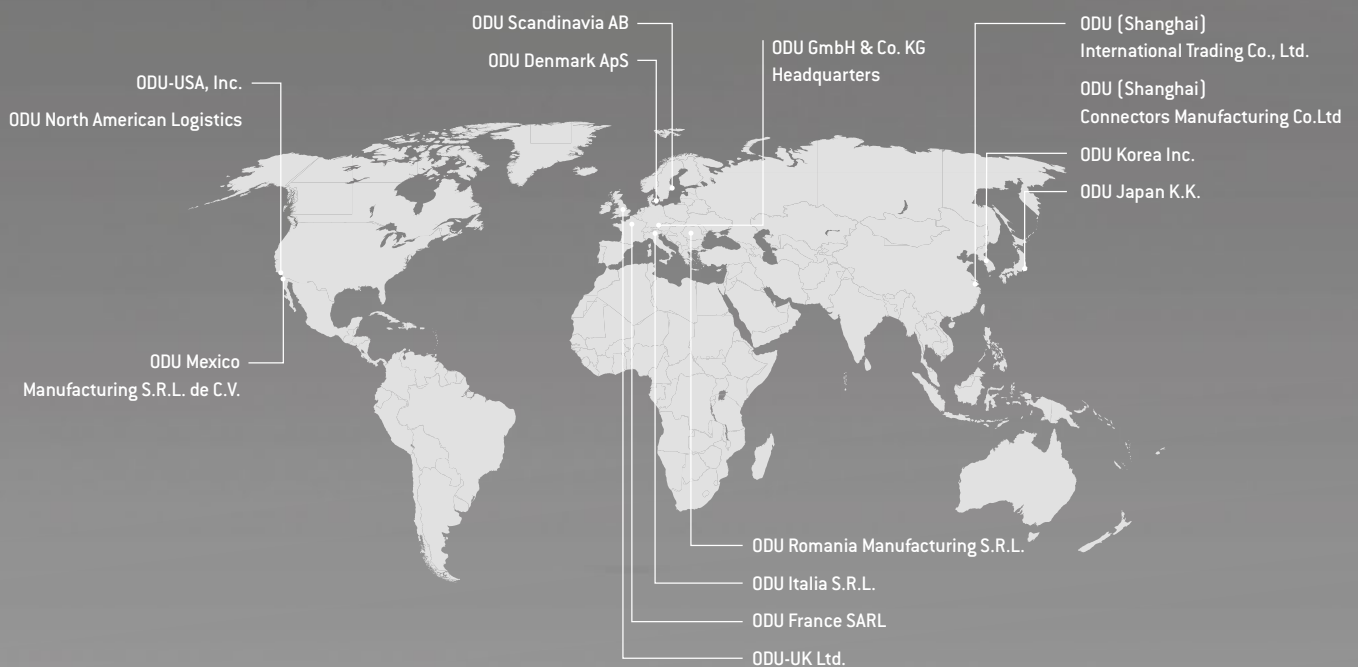 ODU Scandinavia AB
ODU Denmark ApS
ODU GmbH & Co. KG
Headquarters
ODU (Shanghai)
International Trading Co., Ltd.
ODU (Shanghai)
Connectors Manufacturing Co.Ltd
ODU Korea Inc.
ODU Japan K.K.
ODU-USA, Inc.
ODU North American Logistics
ODU Mexico
Manufacturing S.R.L. de C.V.
ODU Romania Manufacturing S.R.L.
ODU Italia S.R.L.
ODU France SARL
ODU-UK Ltd.